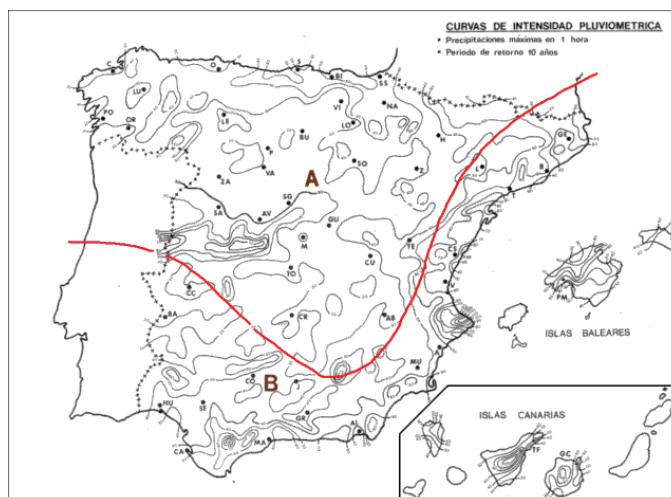 CURVAS DE INTENSIDAD PLUVIOMETRICA
• Precipitaciones máximas en 1 hora
• Periodo de retorno 10 años
C
O
S
BI
SS
LU
VI
NA
PO
OR
LE
LO
BU
H
GE
P
VA
SO
Z
L
B
ZA
A
T
SA
SG
AV
GU
M
TE
CS
CU
TO
CC
V
PM
BA
CR
AB
ISLAS BALEARES
MU
CO
B
J
HU
SE
GR
AL
MA
CA
ISLAS CANARIAS
TF
GC